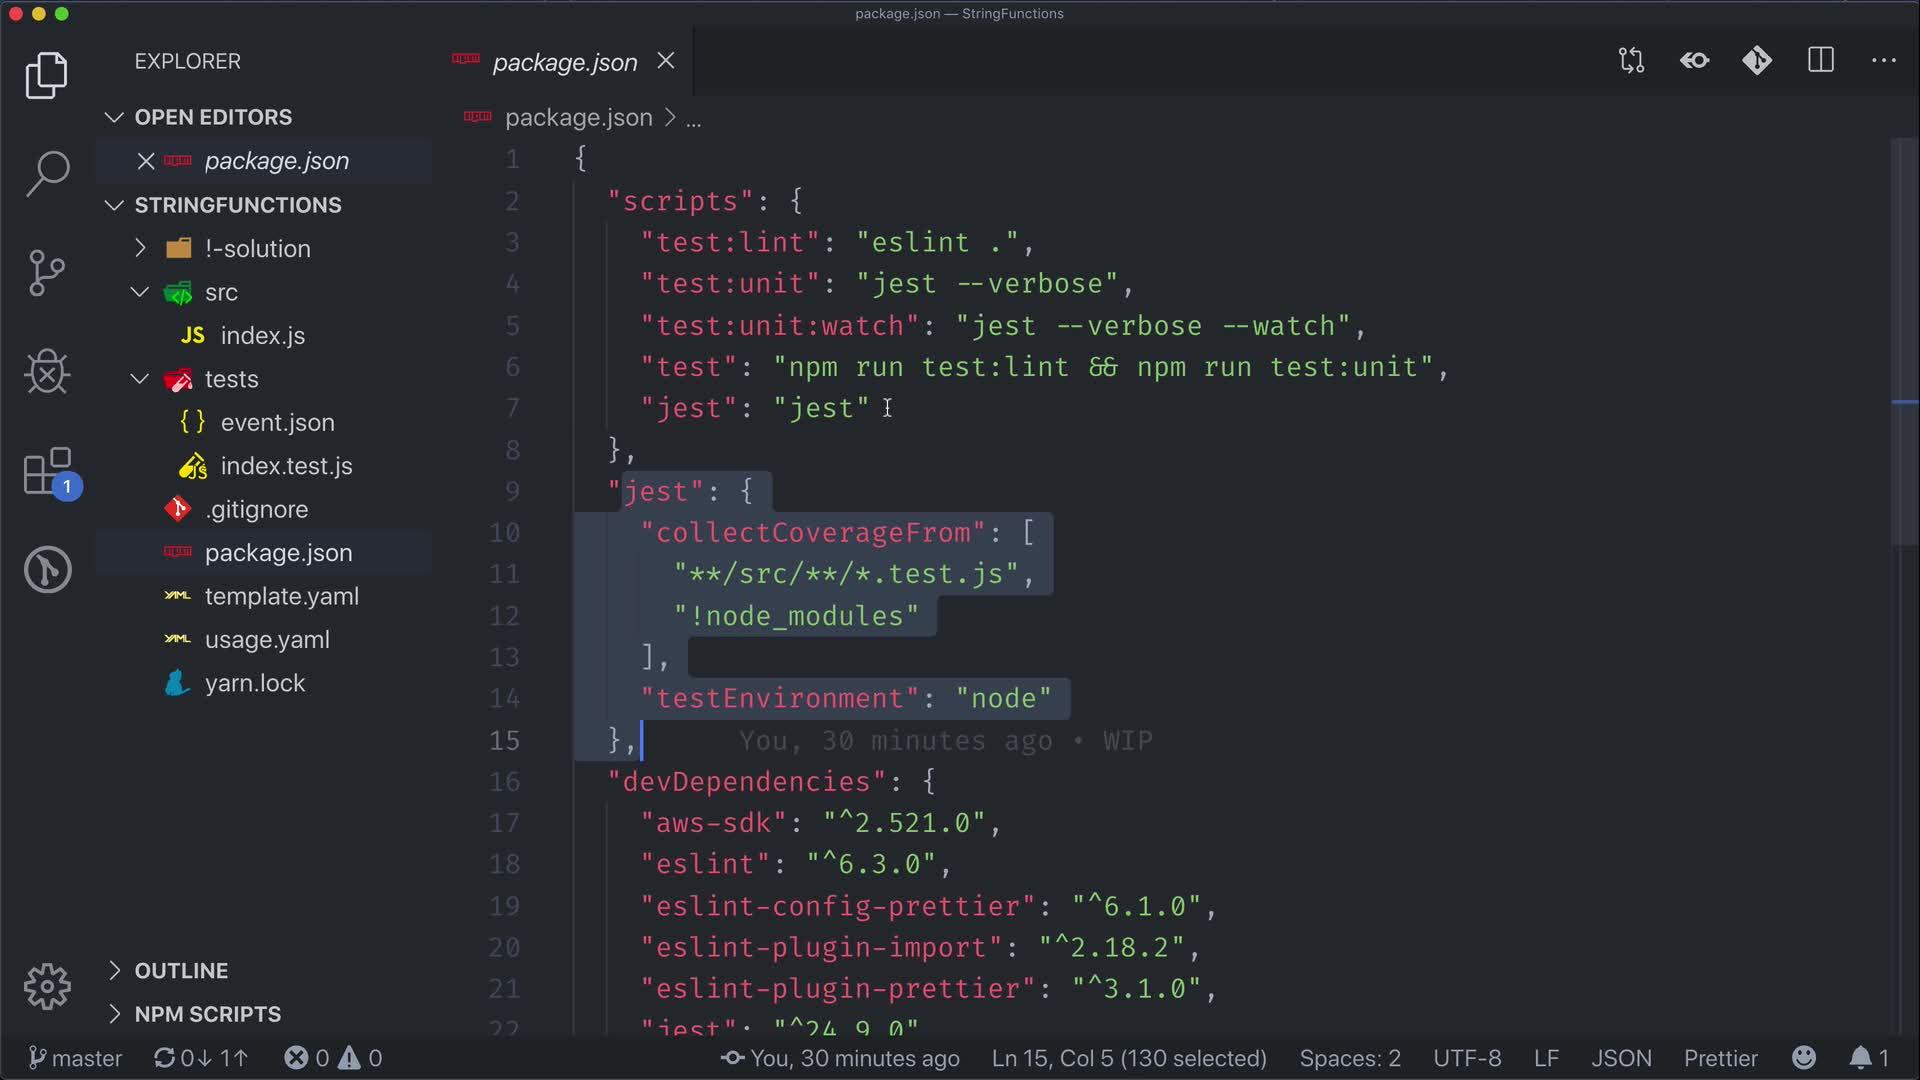 package.json — StringFunctions
EXPLORER
OPEN EDITORS
package.json
STRINGFUNCTIONS
!-solution
src
JS index.js
tests
{ } event.json
index.test.js
.gitignore
package.json
YAML template.yaml
YAML usage.yaml
yarn.lock
OUTLINE
NPM SCRIPTS
1
package.json
package.json > ...
1 {
2 "scripts": {
3 "test:lint": "eslint .",
4 "test:unit": "jest --verbose",
5 "test:unit:watch": "jest --verbose --watch",
6 "test": "npm run test:lint && npm run test:unit",
7 "jest": "jest"
8 },
9 "jest": {
10 "collectCoverageFrom": [
11 "**/src/**/*.test.js",
12 "!node_modules"
13 ],
14 "testEnvironment": "node"
15 }, You, 30 minutes ago • WIP
16 "devDependencies": {
17 "aws-sdk": "^2.521.0",
18 "eslint": "^6.3.0",
19 "eslint-config-prettier": "^6.1.0",
20 "eslint-plugin-import": "^2.18.2",
21 "eslint-plugin-prettier": "^3.1.0",
22 "jest": "^24.9.0"
master 0↓ 1↑ 0 0 You, 30 minutes ago Ln 15, Col 5 (130 selected) Spaces: 2 UTF-8 LF JSON Prettier 1